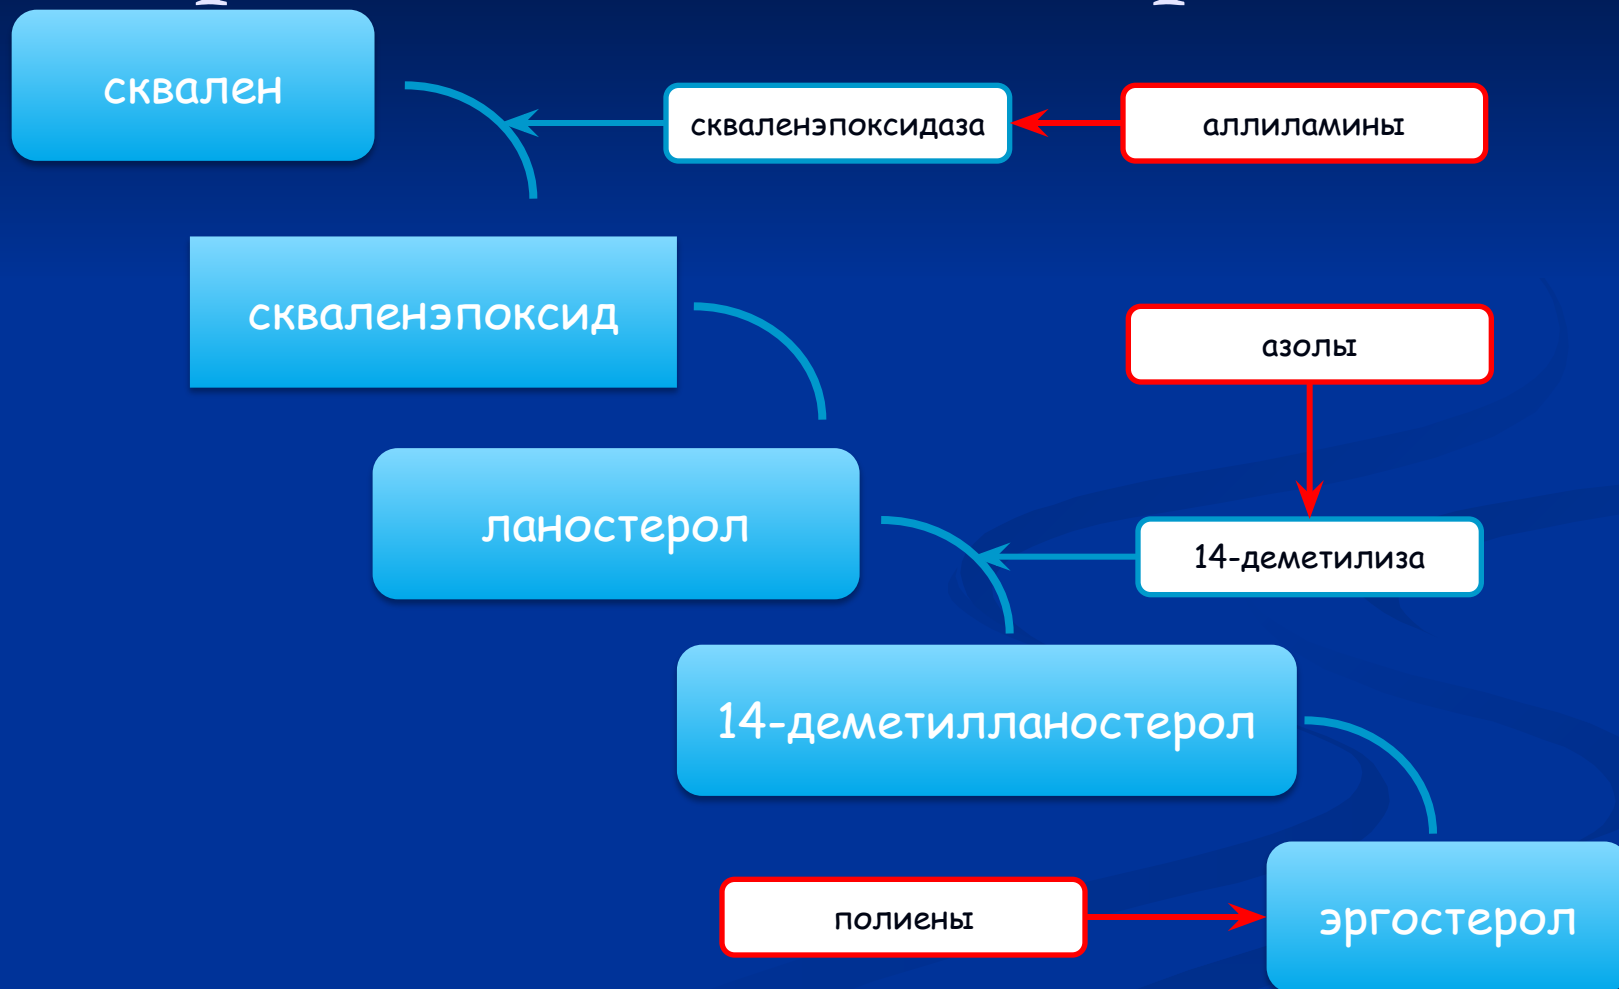 сквален
скваленэпоксидаза
аллиламины
скваленэпоксид
азолы
ланостерол
14-деметилиза
14-деметилланостерол
полиены
эргостерол